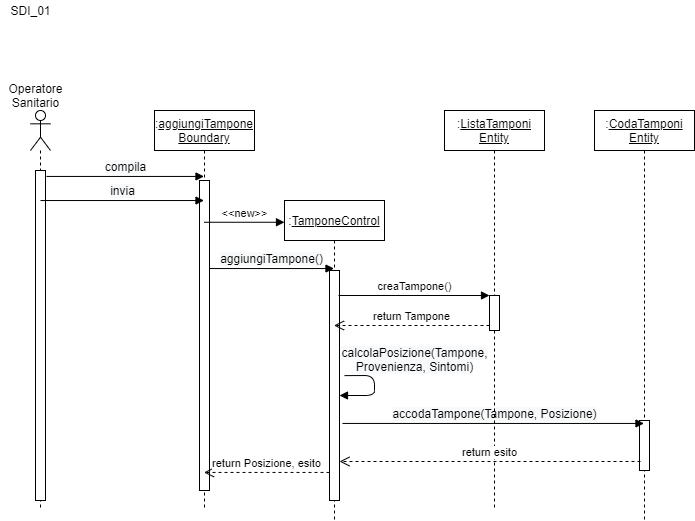 SDI_01
Operatore
Sanitario
:aggiungiTampone
Boundary
:ListaTamponi
Entity
:CodaTamponi
Entity
compila
invia
<<new>>
:TamponeControl
aggiungiTampone()
creaTampone()
return Tampone
calcolaPosizione(Tampone,
Provenienza, Sintomi)
accodaTampone(Tampone, Posizione)
return esito
return Posizione, esito